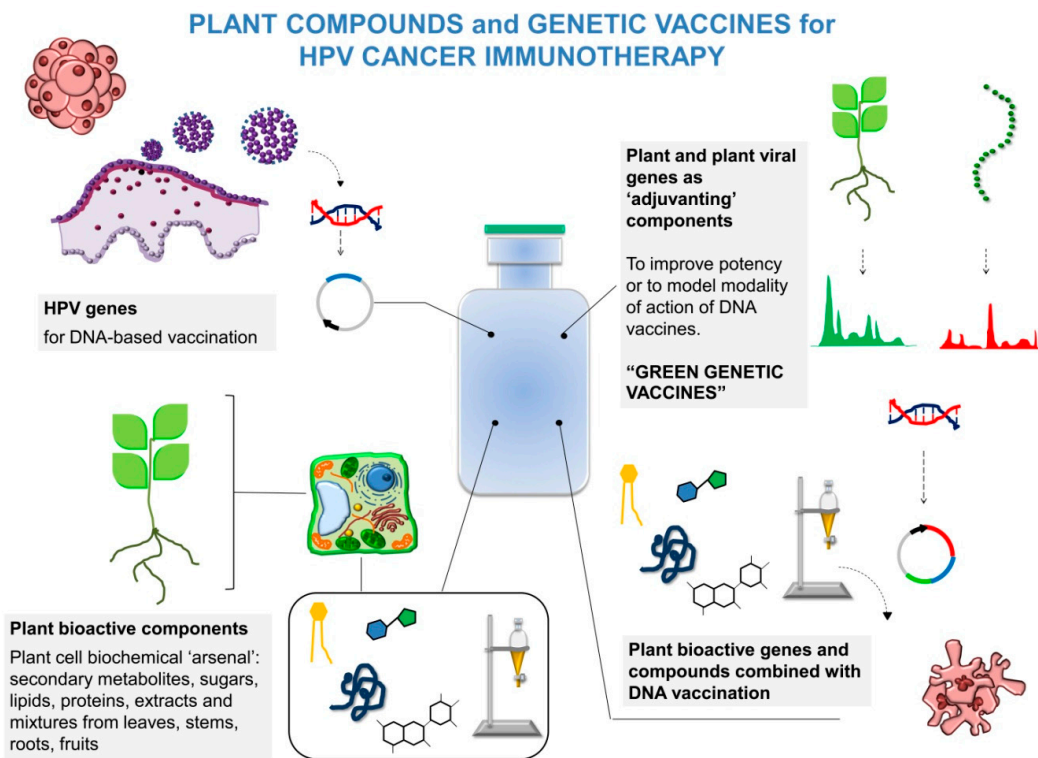 PLANT COMPOUNDS and GENETIC VACCINES for
HPV CANCER IMMUNOTHERAPY
HPV genes
for DNA-based vaccination
Plant and plant viral
genes as
‘adjuvanting’
components
To improve potency
or to model modality
of action of DNA
vaccines.
“GREEN GENETIC
VACCINES”
Plant bioactive components
Plant cell biochemical ‘arsenal’:
secondary metabolites, sugars,
lipids, proteins, extracts and
mixtures from leaves, stems,
roots, fruits
Plant bioactive genes and
compounds combined with
DNA vaccination